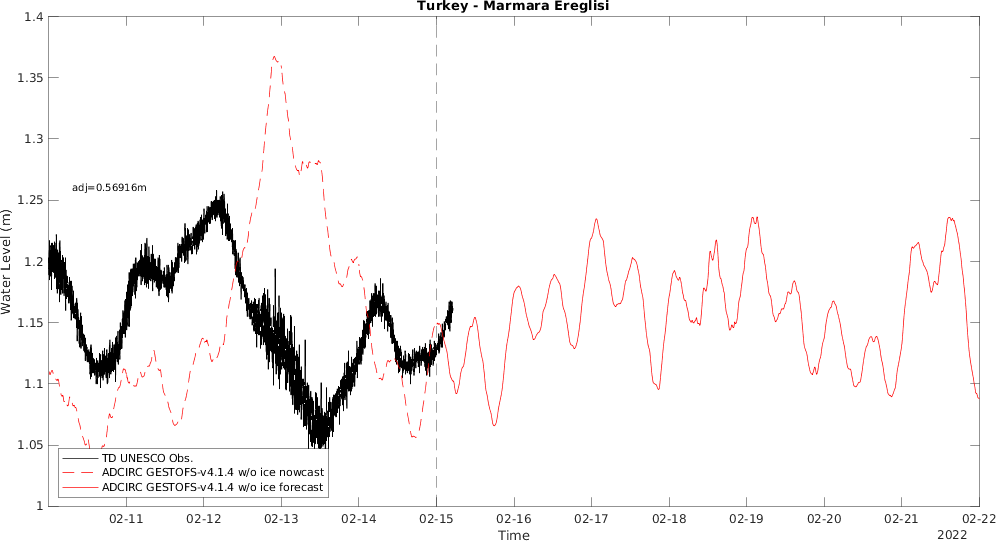 Turkey - Marmara Ereglisi
1.4
1.35
1.3
1.25
1.2
1.15
1.1
1.05
1
Water Level (m)
adj=0.56916m
TD UNESCO Obs.
ADCIRC GESTOFS-v4.1.4 w/o ice nowcast
ADCIRC GESTOFS-v4.1.4 w/o ice forecast
02-11 02-12 02-13 02-14 02-15 02-16 02-17 02-18 02-19 02-20 02-21 02-22
Time
2022